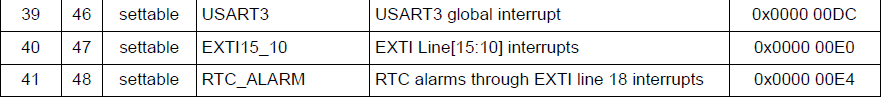 39 46 settable USART3 USART3 global interrupt 0x0000 00DC
40 47 settable EXTI15_10 EXTI Line[15:10] interrupts 0x0000 00E0
41 48 settable RTC_ALARM RTC alarms through EXTI line 18 interrupts 0x0000 00E4